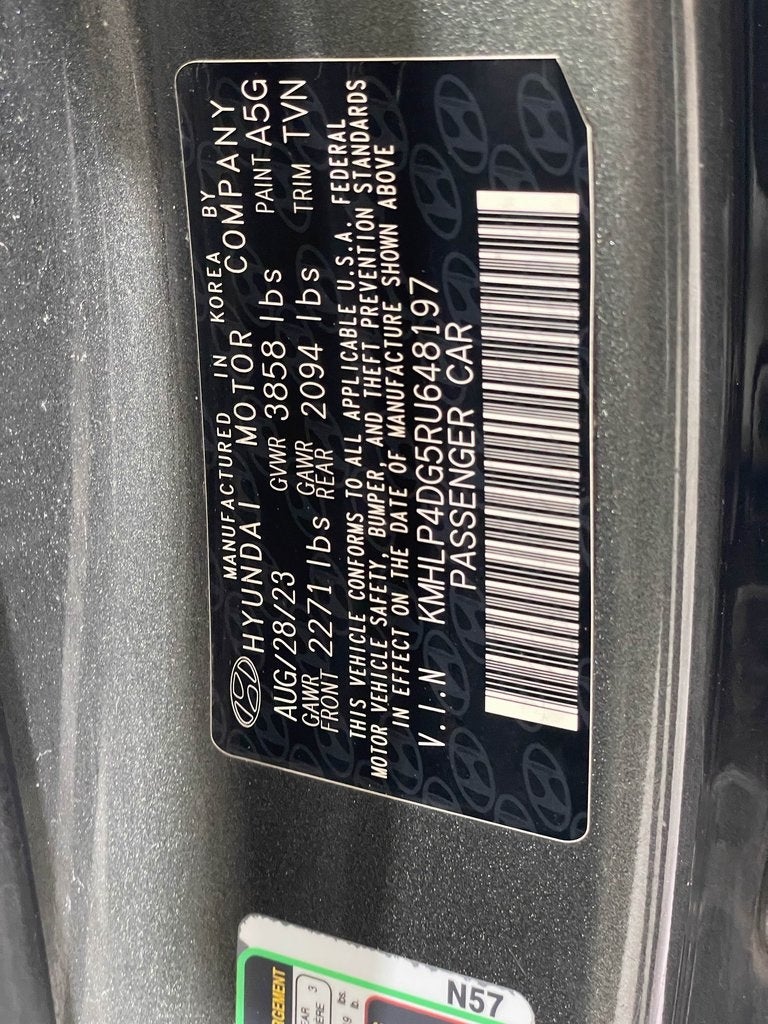 MANUFACTURED IN KOREA BY
HYUNDAI MOTOR COMPANY
AUG/28/23 GVWR 3858 lbs PAINT A5G
GAWR FRONT 2271 lbs GAWR REAR 2094 lbs TRIM TVN
THIS VEHICLE CONFORMS TO ALL APPLICABLE U.S.A. FEDERAL
MOTOR VEHICLE SAFETY, BUMPER, AND THEFT PREVENTION STANDARDS
IN EFFECT ON THE DATE OF MANUFACTURE SHOWN ABOVE
V.I.N KMHLP4DG5RU648197
PASSENGER CAR
N57